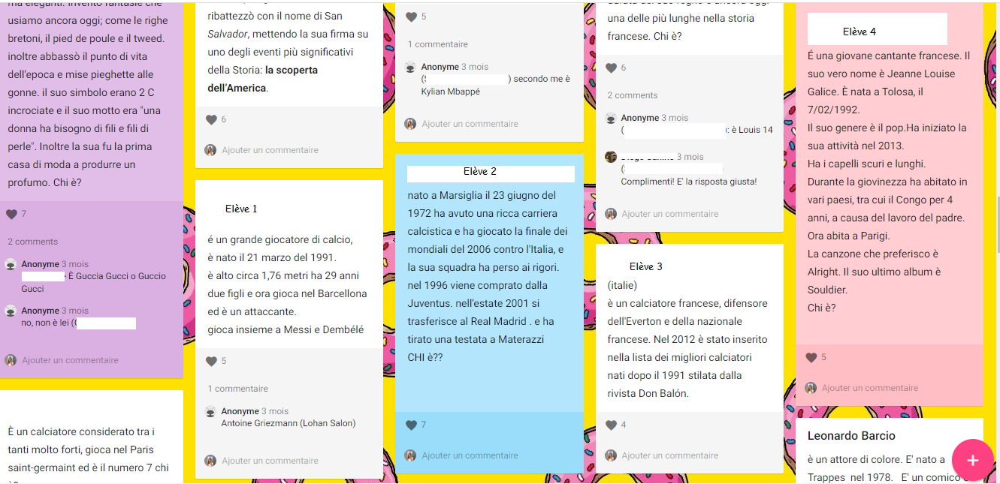 ma eleganti. Inventò fantasie che
usiamo ancora oggi; come le righe
bretoni, il pied de poule e il tweed.
inoltre abbassò il punto di vita
dell'epoca e mise pieghette alle
gonne. il suo simbolo erano 2 C
incrociate e il suo motto era "una
donna ha bisogno di fili e fili di
perle". Inoltre la sua fu la prima
casa di moda a produrre un
profumo. Chi è?
7
2 comments
Anonyme 3 mois
È Guccia Gucci o Guccio
Gucci
Anonyme 3 mois
no, non è lei (
Ajouter un commentaire
È un calciatore considerato tra i
tanti molto forti, gioca nel Paris
saint-germaint ed è il numero 7 chi
è?
ribattezzò con il nome di San
Salvador, mettendo la sua firma su
uno degli eventi più significativi
della Storia: la scoperta
dell'America.
6
Ajouter un commentaire
Elève 1
é un grande giocatore di calcio,
è nato il 21 marzo del 1991.
è alto circa 1,76 metri ha 29 anni
due figli e ora gioca nel Barcellona
ed è un attaccante.
gioca insieme a Messi e Dembélé
5
1 commentaire
Anonyme 3 mois
Antoine Griezmann (Lohan Salon)
Ajouter un commentaire
5
1 commentaire
Anonyme 3 mois
( ) secondo me è
Kylian Mbappé
Ajouter un commentaire
Elève 2
nato a Marsiglia il 23 giugno del
1972 ha avuto una ricca carriera
calcistica e ha giocato la finale dei
mondiali del 2006 contro l'Italia, e
la sua squadra ha perso ai rigori.
nel 1996 viene comprato dalla
Juventus. nell'estate 2001 si
trasferisce al Real Madrid . e ha
tirato una testata a Materazzi
CHI è??
7
Ajouter un commentaire
una delle più lunghe nella storia
francese. Chi è?
6
2 comments
Anonyme 3 mois
( ): è Louis 14
3 mois
(
Complimenti! E' la risposta giusta!
Ajouter un commentaire
Elève 3
(italie)
è un calciatore francese, difensore
dell'Everton e della nazionale
francese. Nel 2012 è stato inserito
nella lista dei migliori calciatori
nati dopo il 1991 stilata dalla
rivista Don Balón.
4
Ajouter un commentaire
Elève 4
É una giovane cantante francese. Il
suo vero nome è Jeanne Louise
Galice. È nata a Tolosa, il
7/02/1992.
Il suo genere è il pop.Ha iniziato la
sua attività nel 2013.
Ha i capelli scuri e lunghi.
Durante la giovinezza ha abitato in
vari paesi, tra cui il Congo per 4
anni, a causa del lavoro del padre.
Ora abita a Parigi.
La canzone che preferisco è
Alright. Il suo ultimo album è
Souldier.
Chi è?
5
Ajouter un commentaire
Leonardo Barcio
è un attore di colore. E' nato a
Trappes nel 1978. E' un comico e